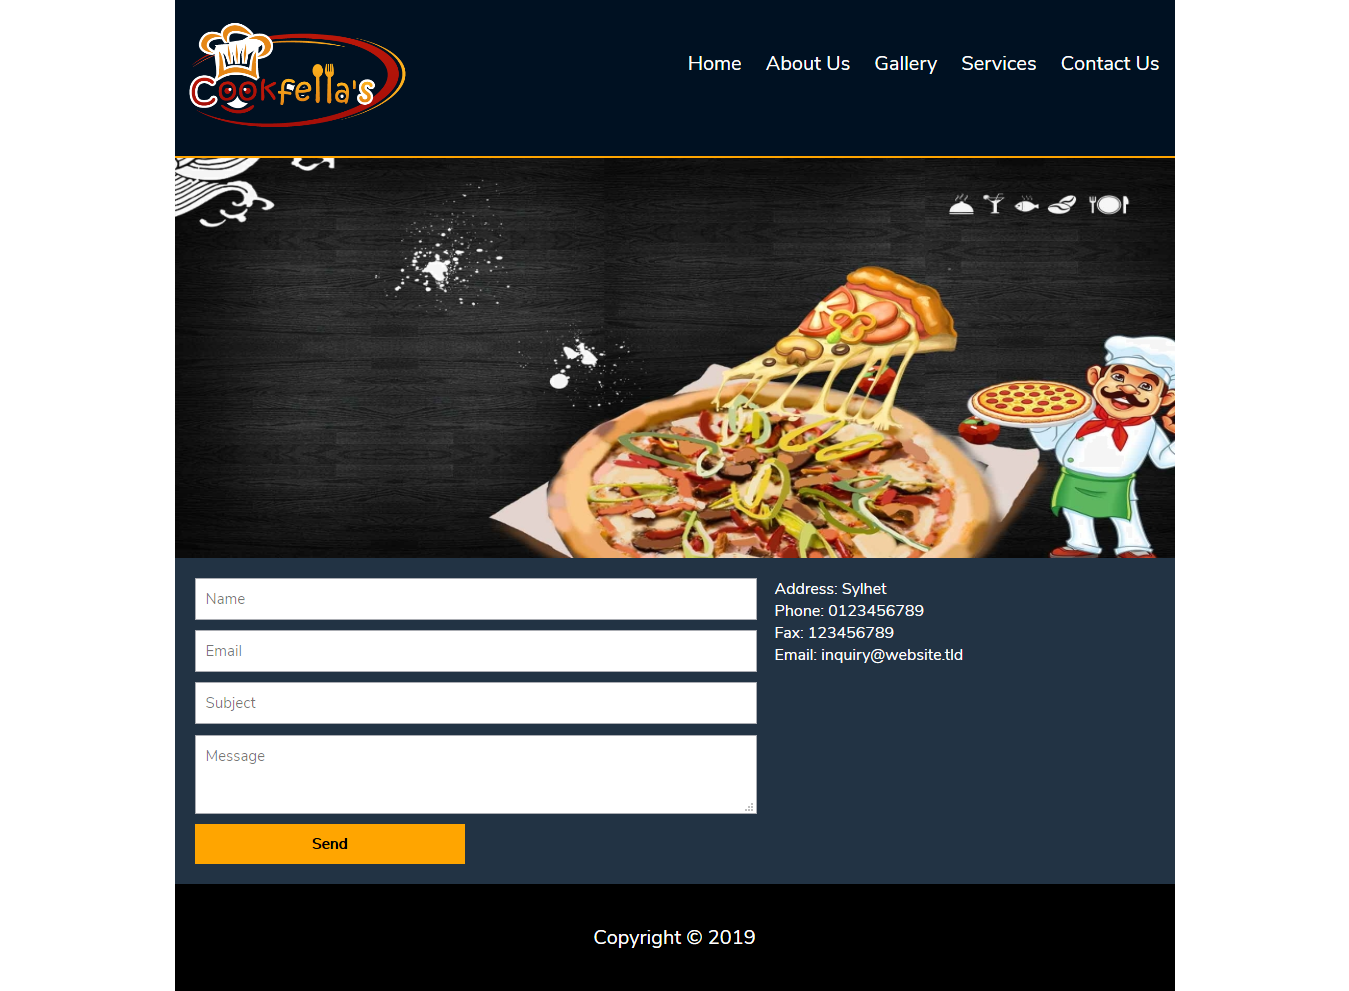 Cookfella's
Home About Us Gallery Services Contact Us
Name
Email
Subject
Message
Send
Address: Sylhet
Phone: 0123456789
Fax: 123456789
Email: inquiry@website.tld
Copyright © 2019